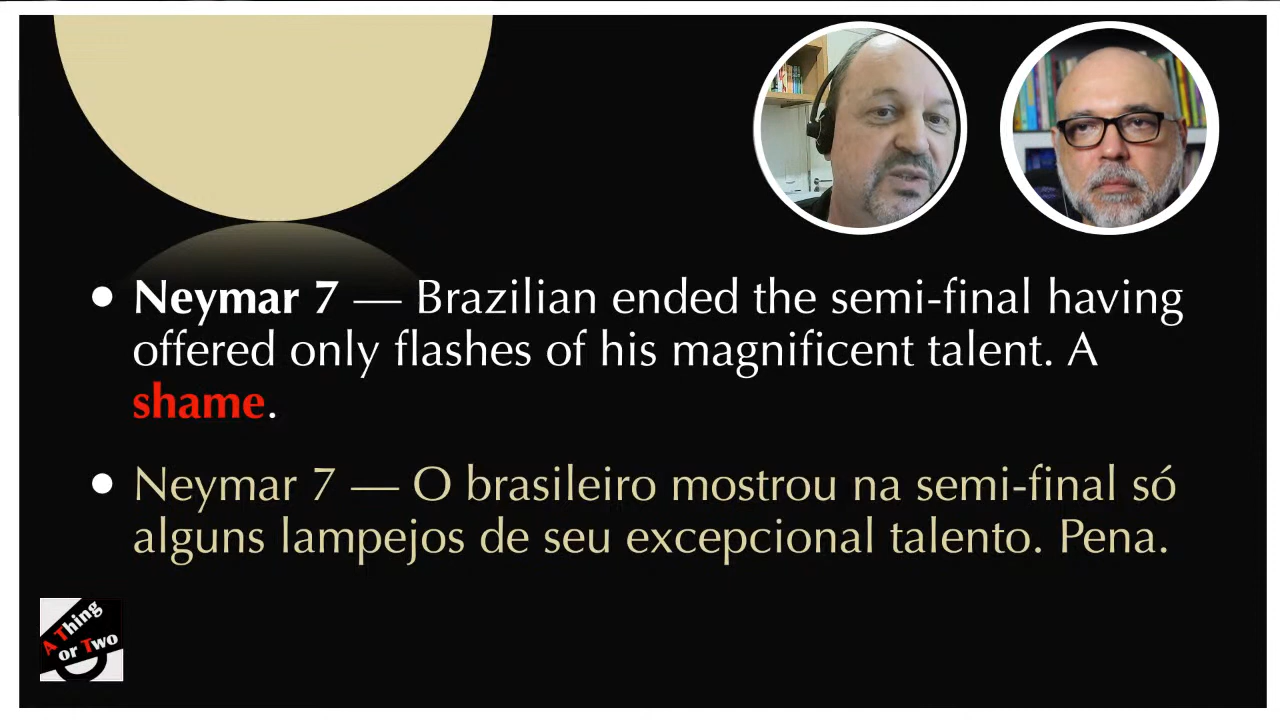 • Neymar 7 — Brazilian ended the semi-final having
offered only flashes of his magnificent talent. A
shame.
• Neymar 7 — O brasileiro mostrou na semi-final só
alguns lampejos de seu excepcional talento. Pena.
A Thing
or Two